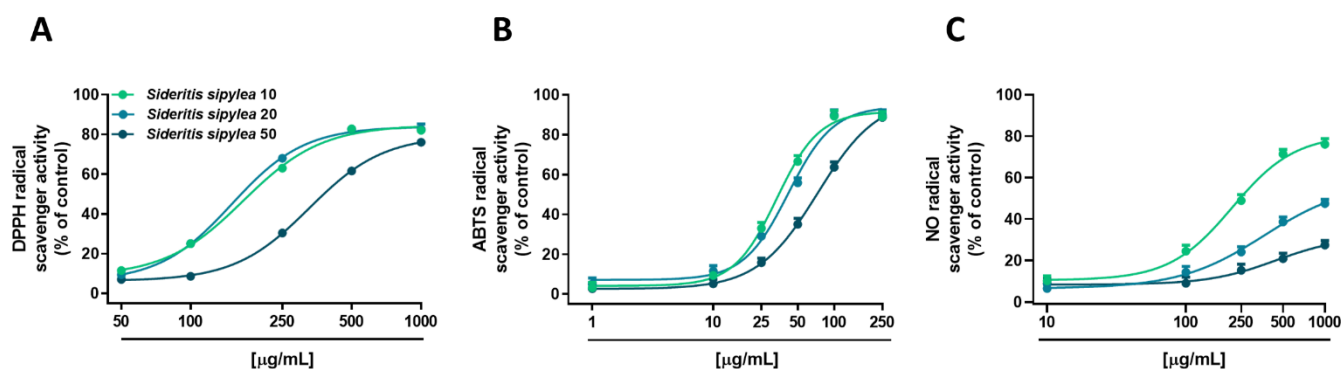 A
B
C
DPPH radical
scavenger activity
(% of control)
100
80
60
40
20
0
Sideritis sipylea 10
Sideritis sipylea 20
Sideritis sipylea 50
50 100 250 500 1000
[μg/mL]
ABTS radical
scavenger activity
(% of control)
100
80
60
40
20
0
1 10 25 50 100 250
[μg/mL]
NO radical
scavenger activity
(% of control)
100
80
60
40
20
0
10 100 250 500 1000
[μg/mL]